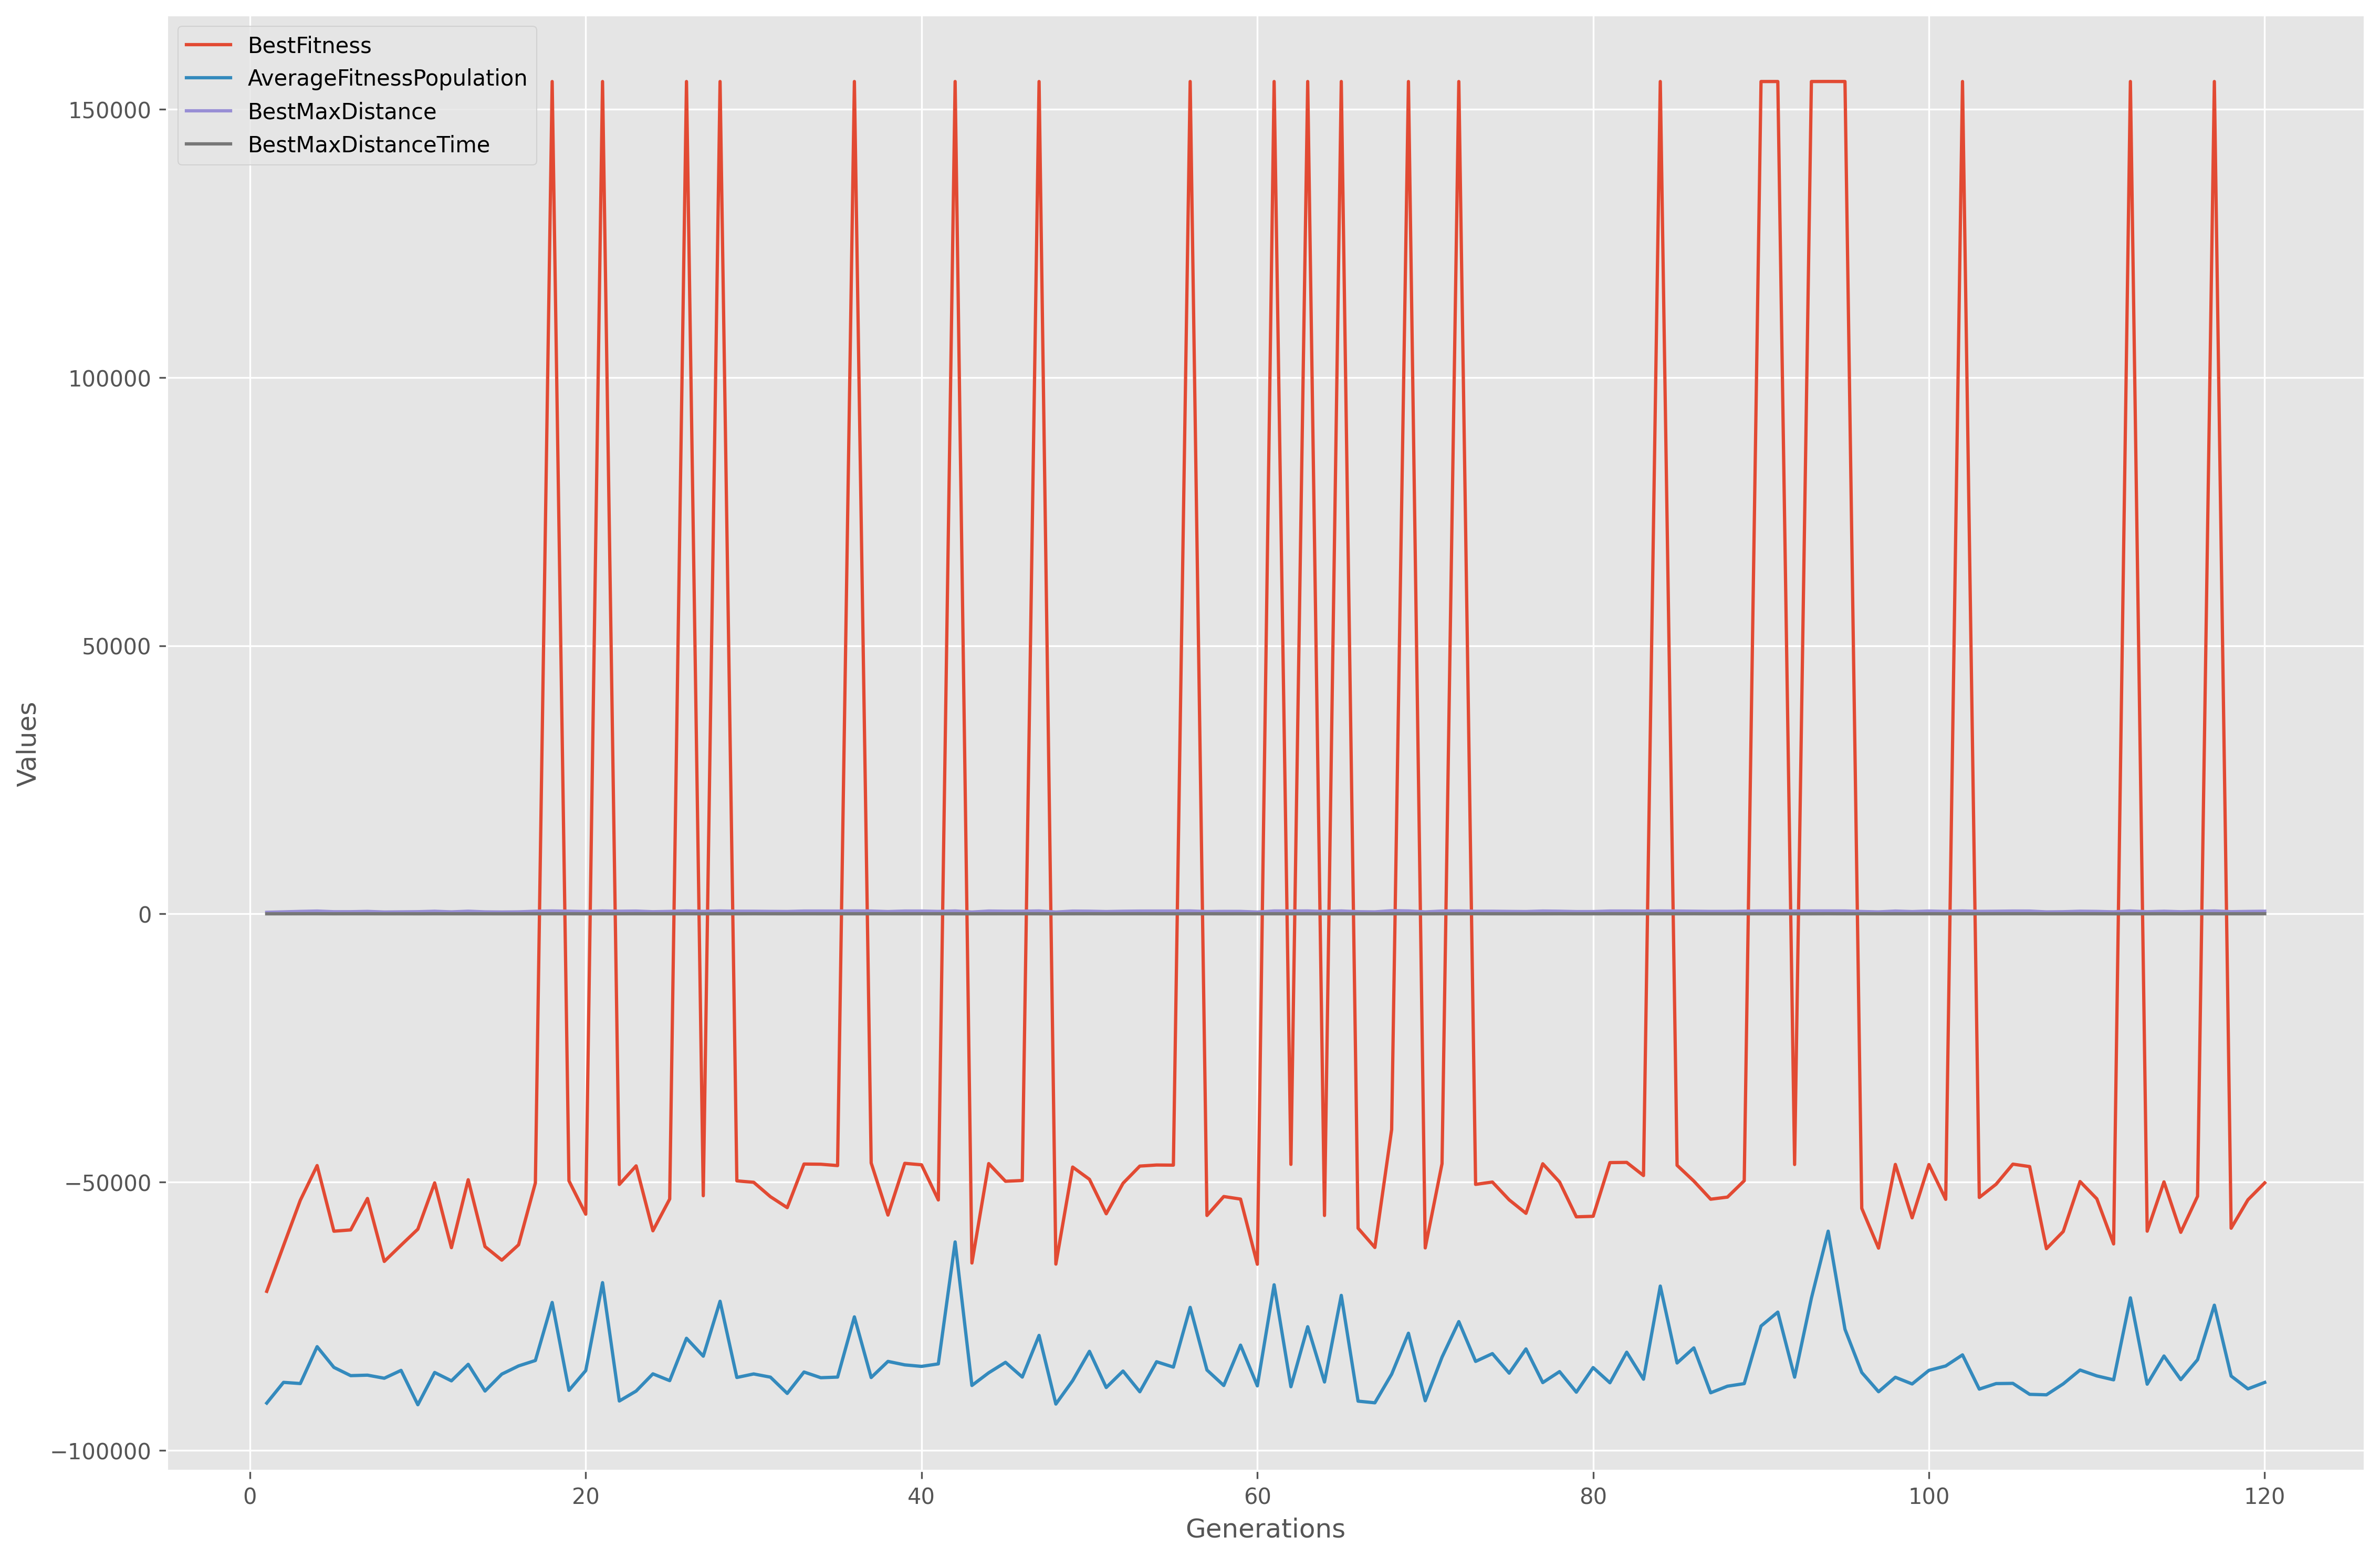 BestFitness
AverageFitnessPopulation
BestMaxDistance
BestMaxDistanceTime
150000
100000
50000
0
−50000
−100000
Values
0 20 40 60 80 100 120
Generations